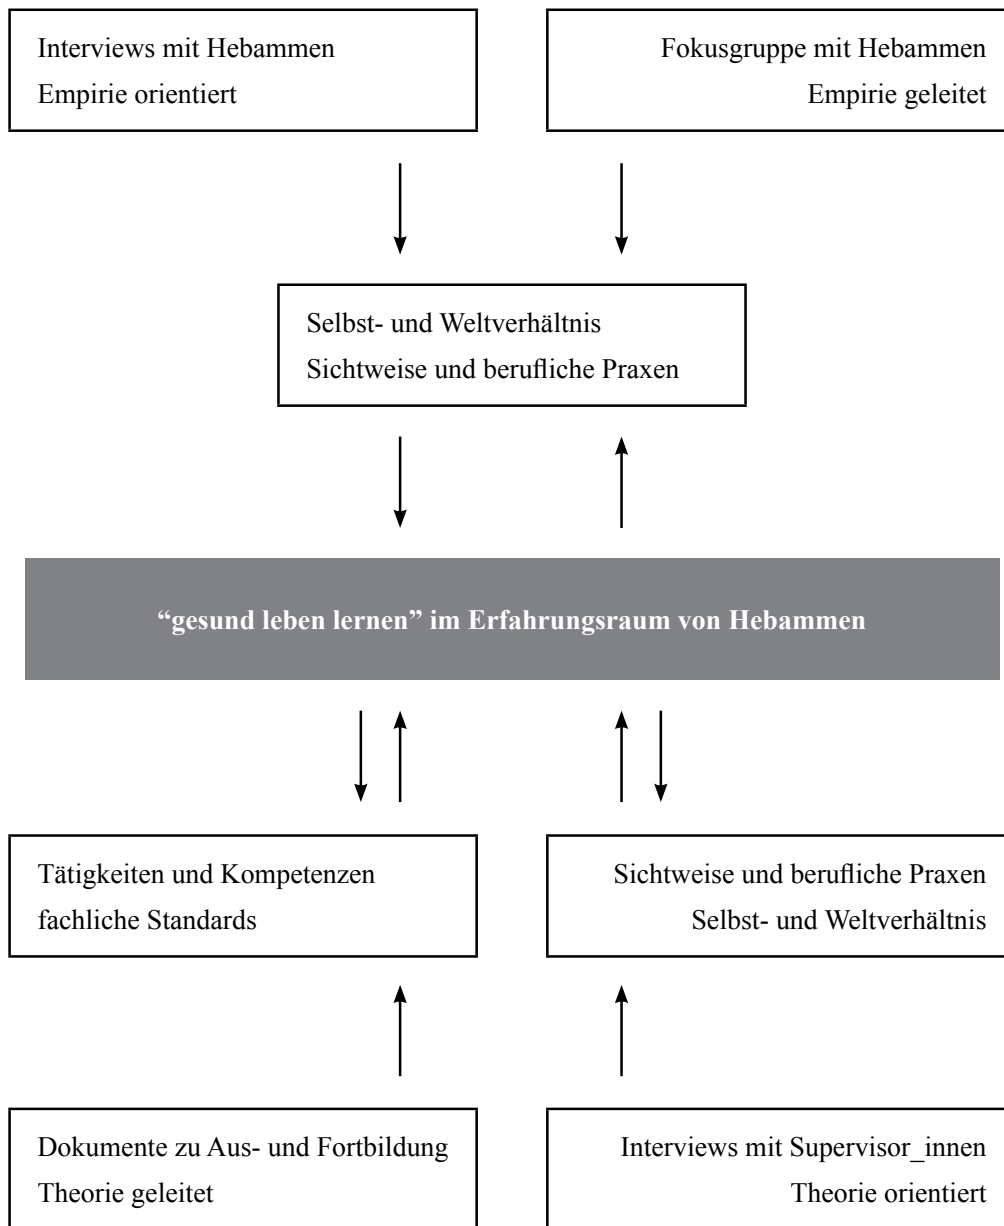 Interviews mit Hebammen
Empirie orientiert
Fokusgruppe mit Hebammen
Empirie geleitet
Selbst- und Weltverhältnis
Sichtweise und berufliche Praxen
“gesund leben lernen” im Erfahrungsraum von Hebammen
Tätigkeiten und Kompetenzen
fachliche Standards
Sichtweise und berufliche Praxen
Selbst- und Weltverhältnis
Dokumente zu Aus- und Fortbildung
Theorie geleitet
Interviews mit Supervisor_innen
Theorie orientiert